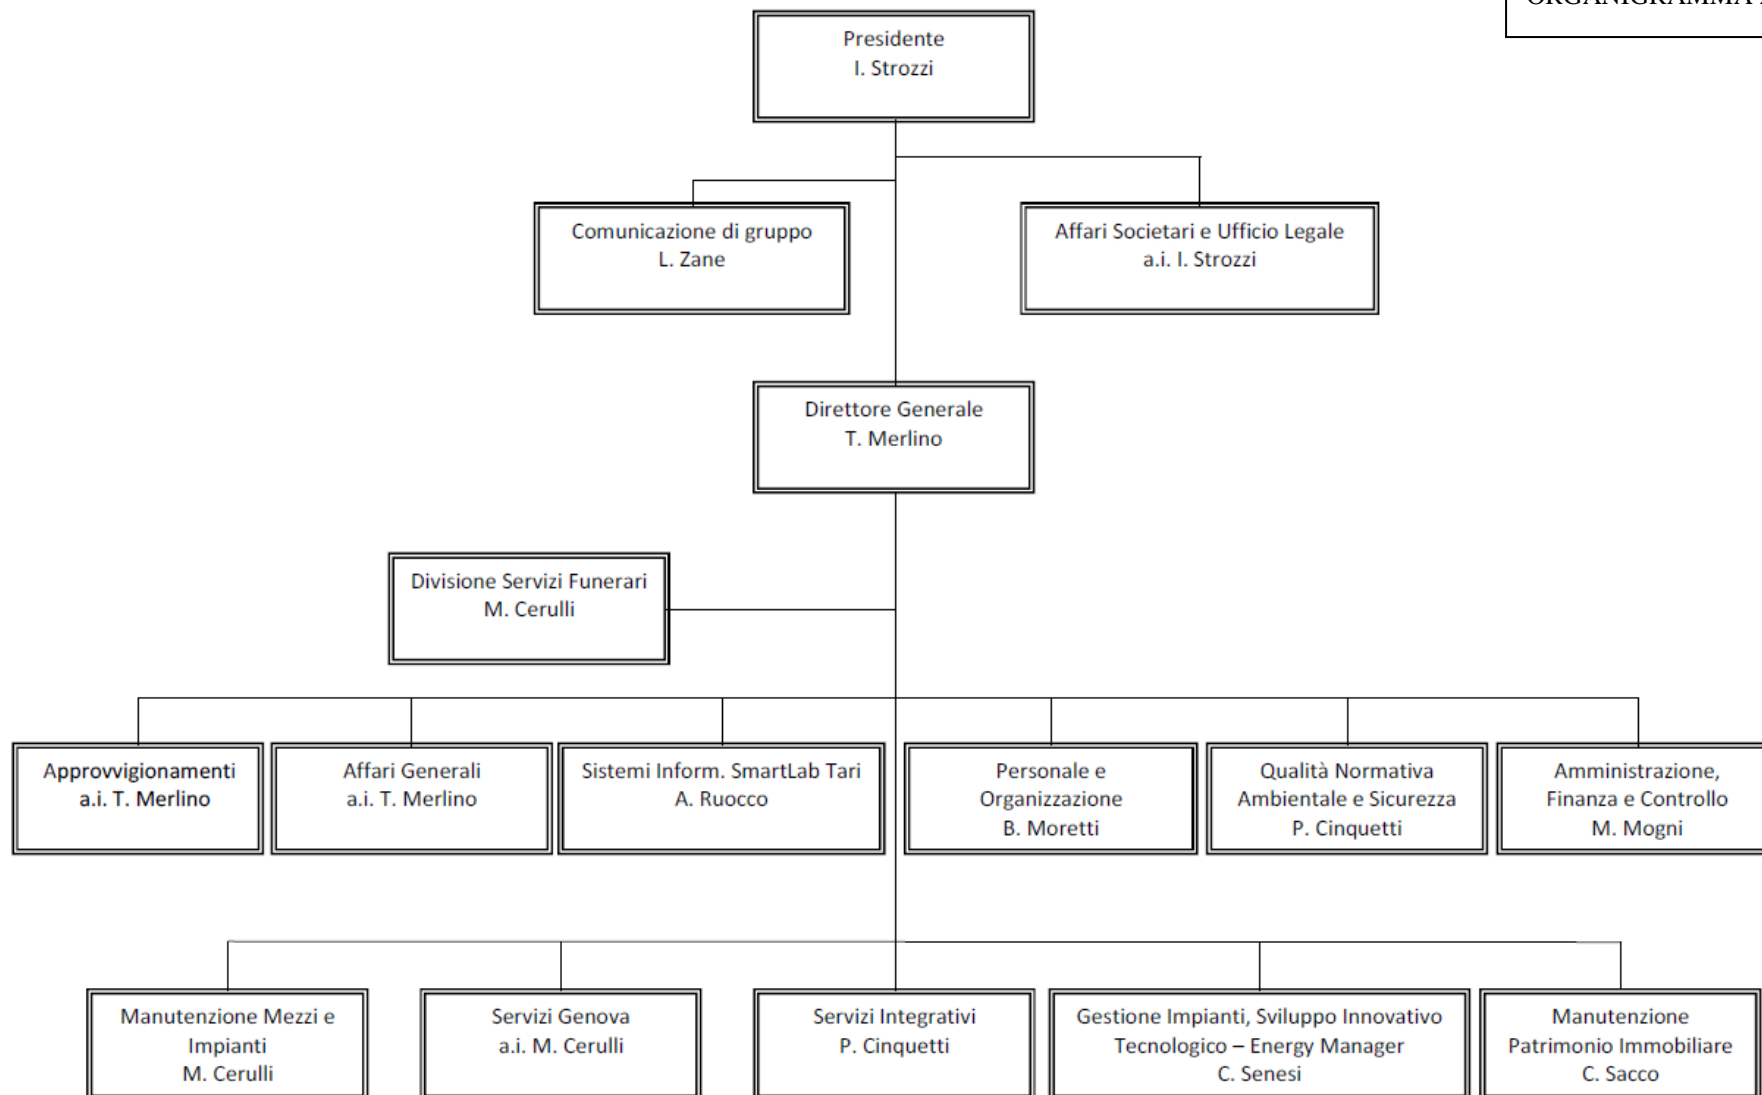 ORGANIGRAMMA
Presidente
I. Strozzi
Comunicazione di gruppo
L. Zane
Affari Societari e Ufficio Legale
a.i. I. Strozzi
Direttore Generale
T. Merlino
Divisione Servizi Funerari
M. Cerulli
Approvvigionamenti
a.i. T. Merlino
Affari Generali
a.i. T. Merlino
Sistemi Inform. SmartLab Tari
A. Ruocco
Personale e
Organizzazione
B. Moretti
Qualità Normativa
Ambientale e Sicurezza
P. Cinquetti
Amministrazione,
Finanza e Controllo
M. Mogni
Manutenzione Mezzi e
Impianti
M. Cerulli
Servizi Genova
a.i. M. Cerulli
Servizi Integrativi
P. Cinquetti
Gestione Impianti, Sviluppo Innovativo
Tecnologico – Energy Manager
C. Senesi
Manutenzione
Patrimonio Immobiliare
C. Sacco